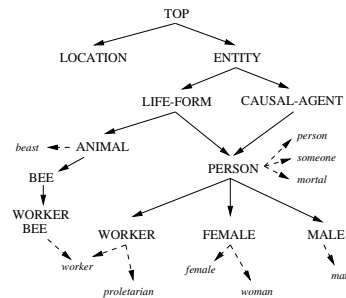 TOP
LOCATION
ENTITY
LIFE-FORM
CAUSAL-AGENT
person
beast
ANIMAL
someone
PERSON
mortal
BEE
WORKER
BEE
WORKER
FEMALE
MALE
worker
female
proletarian
woman